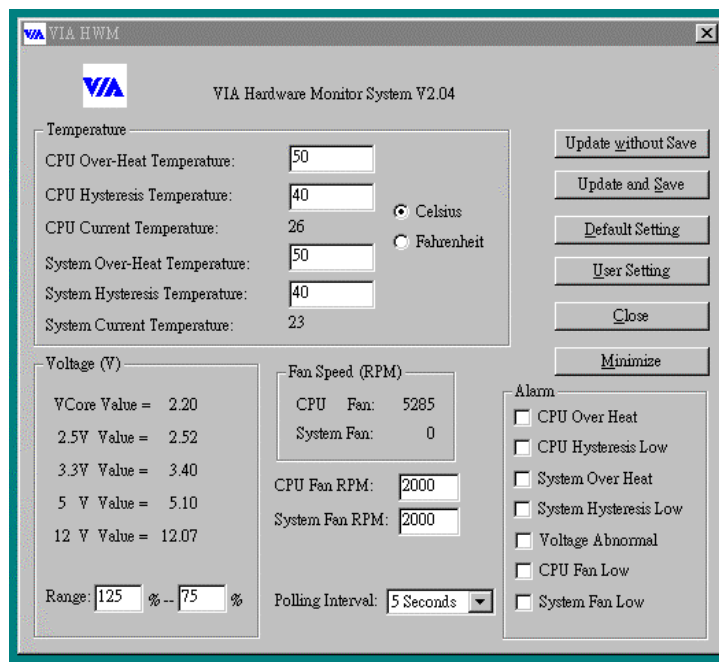 VIA VIA HWM
VIA
VIA Hardware Monitor System V2.04
Temperature
CPU Over-Heat Temperature: 50
CPU Hysteresis Temperature: 40
CPU Current Temperature: 26
System Over-Heat Temperature: 50
System Hysteresis Temperature: 40
System Current Temperature: 23
Celsius
Fahrenheit
Update without Save
Update and Save
Default Setting
User Setting
Close
Minimize
Voltage (V)
VCore Value = 2.20
2.5V Value = 2.52
3.3V Value = 3.40
5 V Value = 5.10
12 V Value = 12.07
Range: 125 % -- 75 %
Fan Speed (RPM)
CPU Fan: 5285
System Fan: 0
CPU Fan RPM: 2000
System Fan RPM: 2000
Polling Interval: 5 Seconds
Alarm
CPU Over Heat
CPU Hysteresis Low
System Over Heat
System Hysteresis Low
Voltage Abnormal
CPU Fan Low
System Fan Low